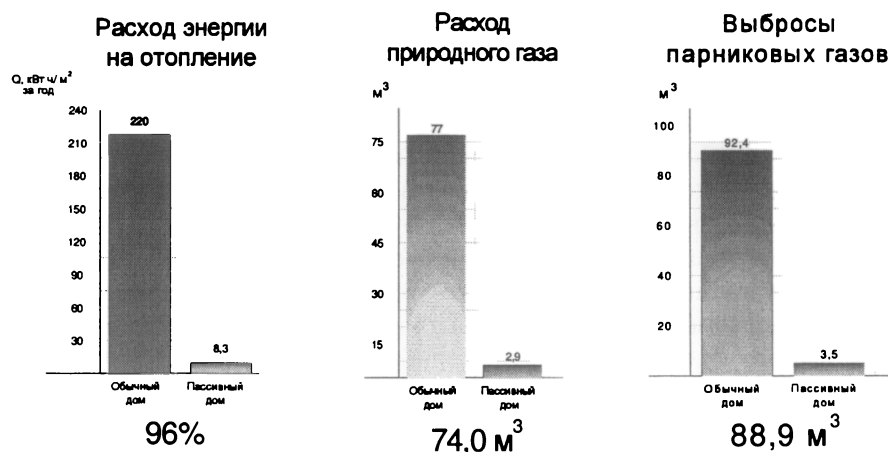 Расход энергии
на отопление
Q, кВт ч/ м²
за год
240
210
180
150
120
90
60
30
220
8,3
Обычный
дом
Пассивный
дом
96%
Расход
природного газа
м³
75
60
45
30
15
77
2,9
Обычный
дом
Пассивный
дом
74,0 м³
Выбросы
парниковых газов
м³
100
80
60
40
20
92,4
3,5
Обычный
дом
Пассивный
дом
88,9 м³